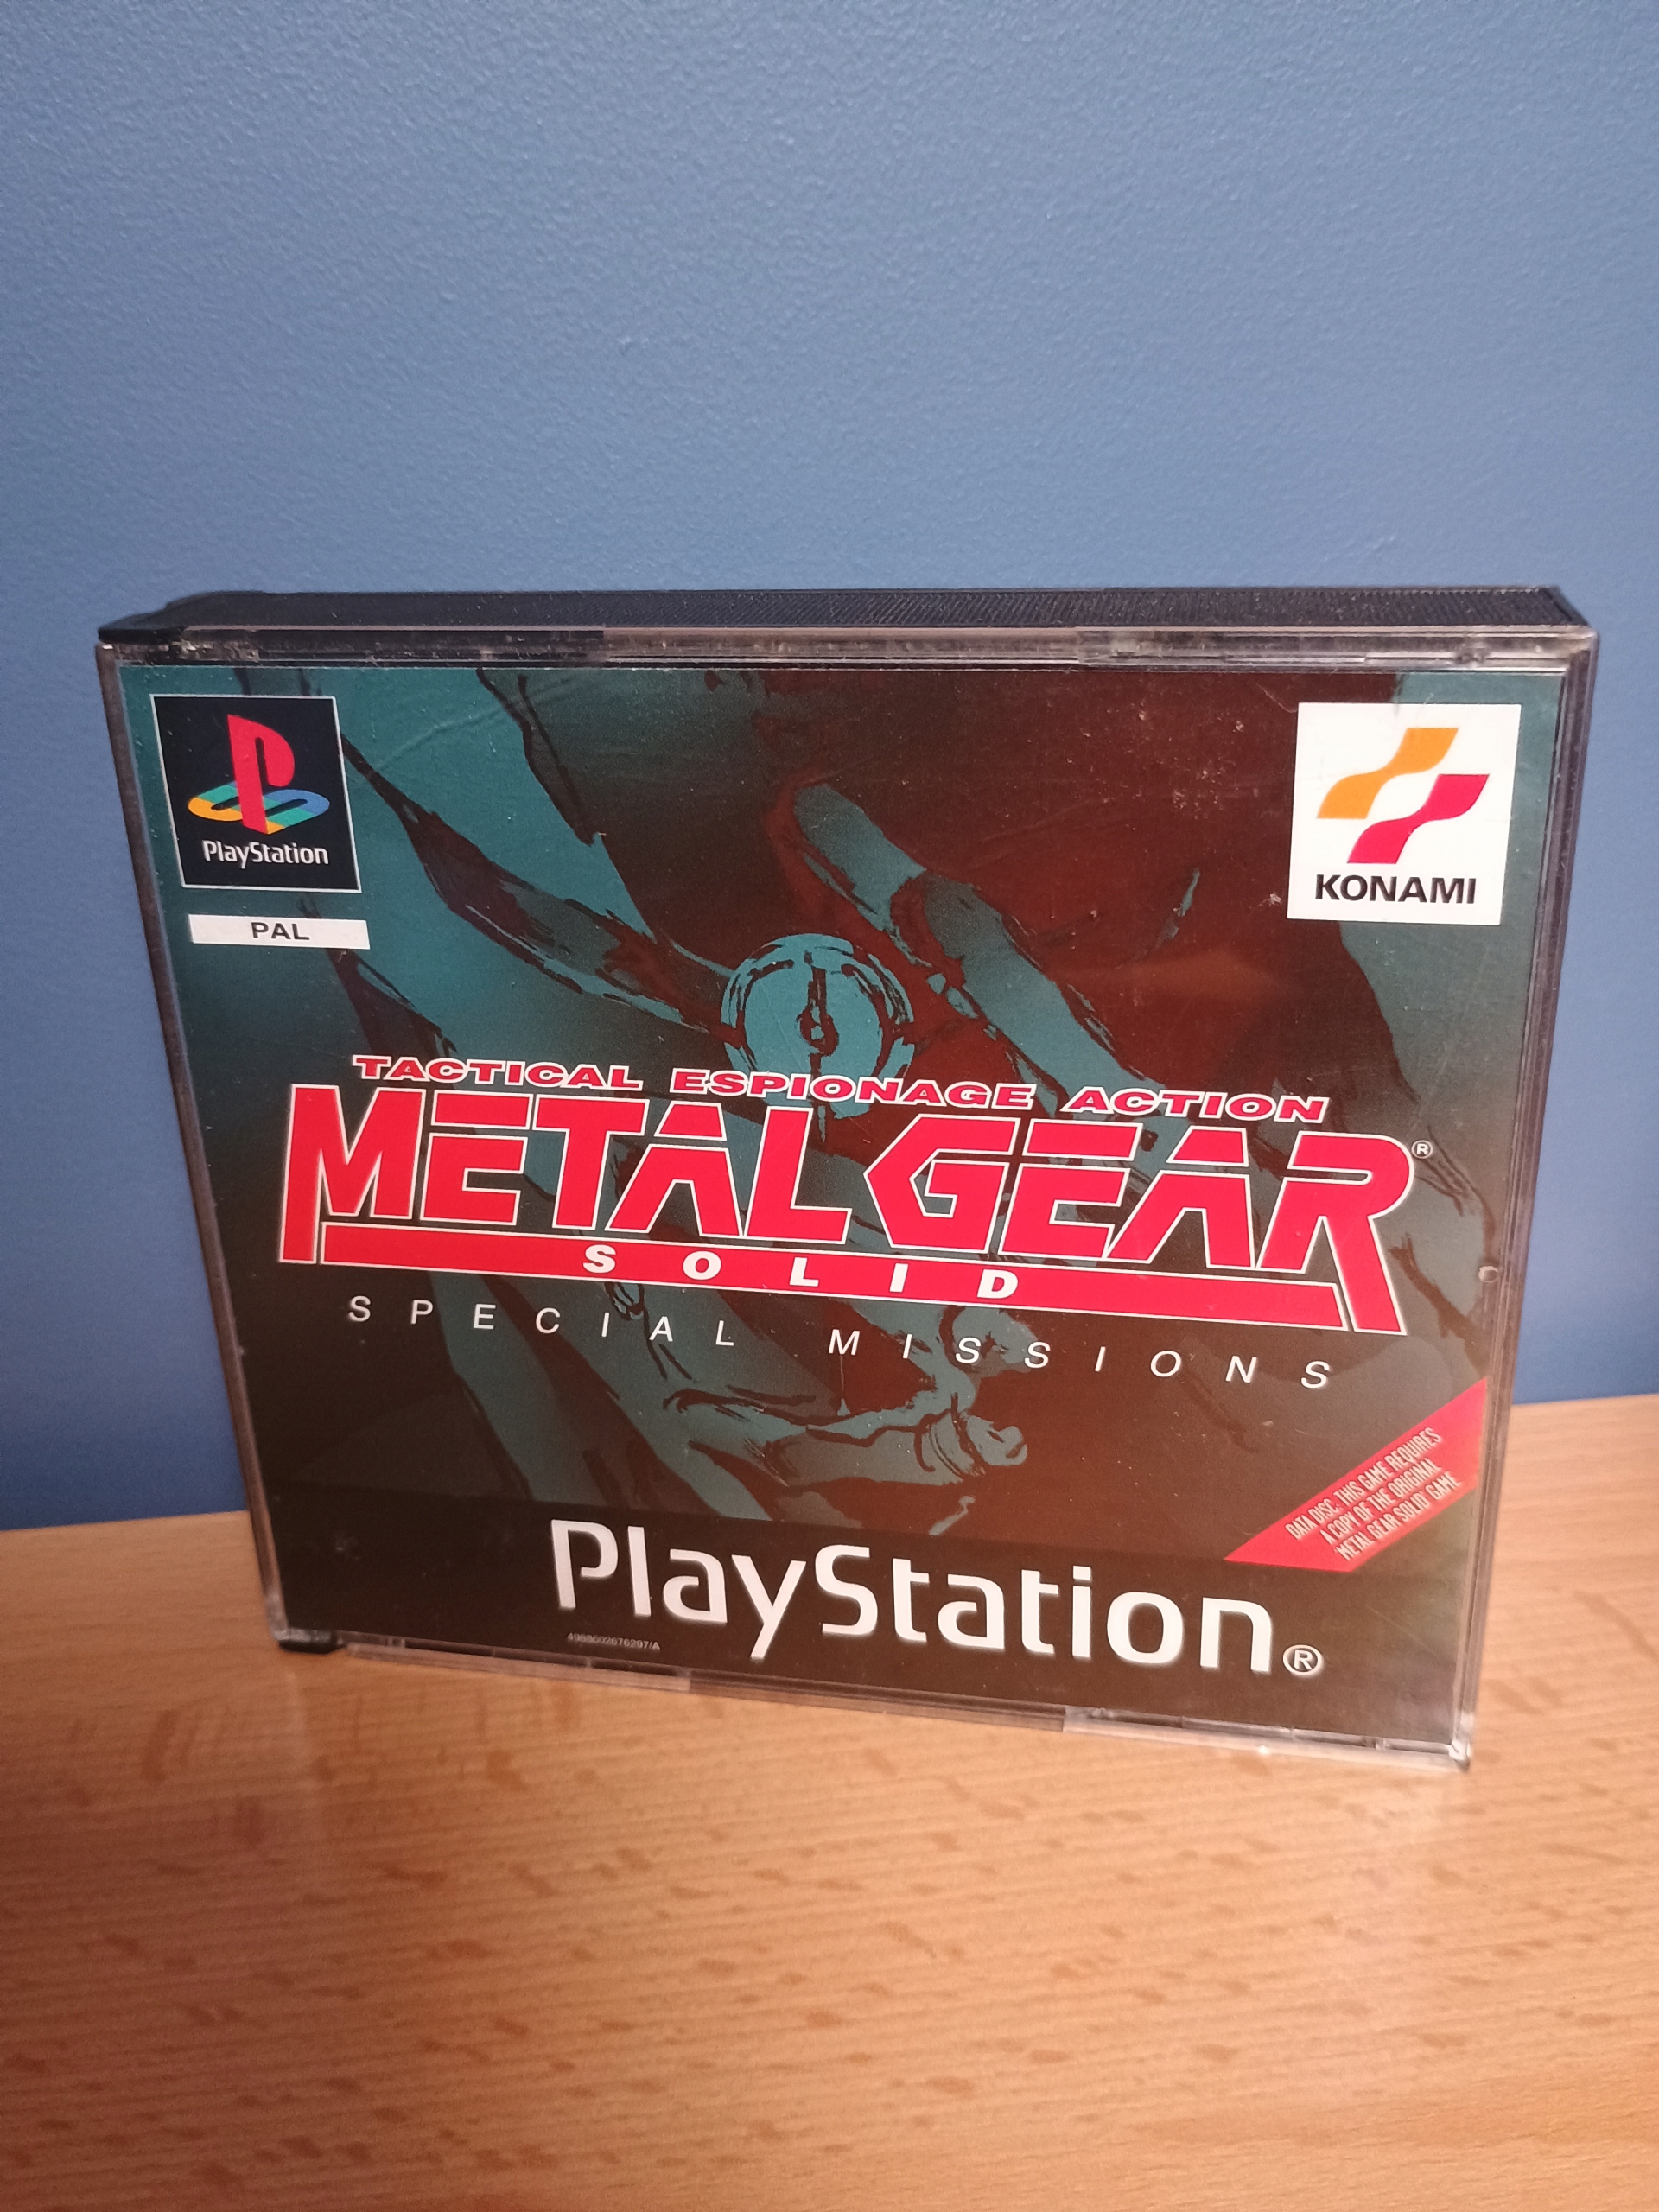 PlayStation
PAL
KONAMI
TACTICAL ESPIONAGE ACTION
METAL GEAR®
SOLID
SPECIAL MISSIONS
DATA DISC: THIS GAME REQUIRES
A COPY OF THE ORIGINAL
METAL GEAR SOLID GAME
PlayStation®
4988602676297/A